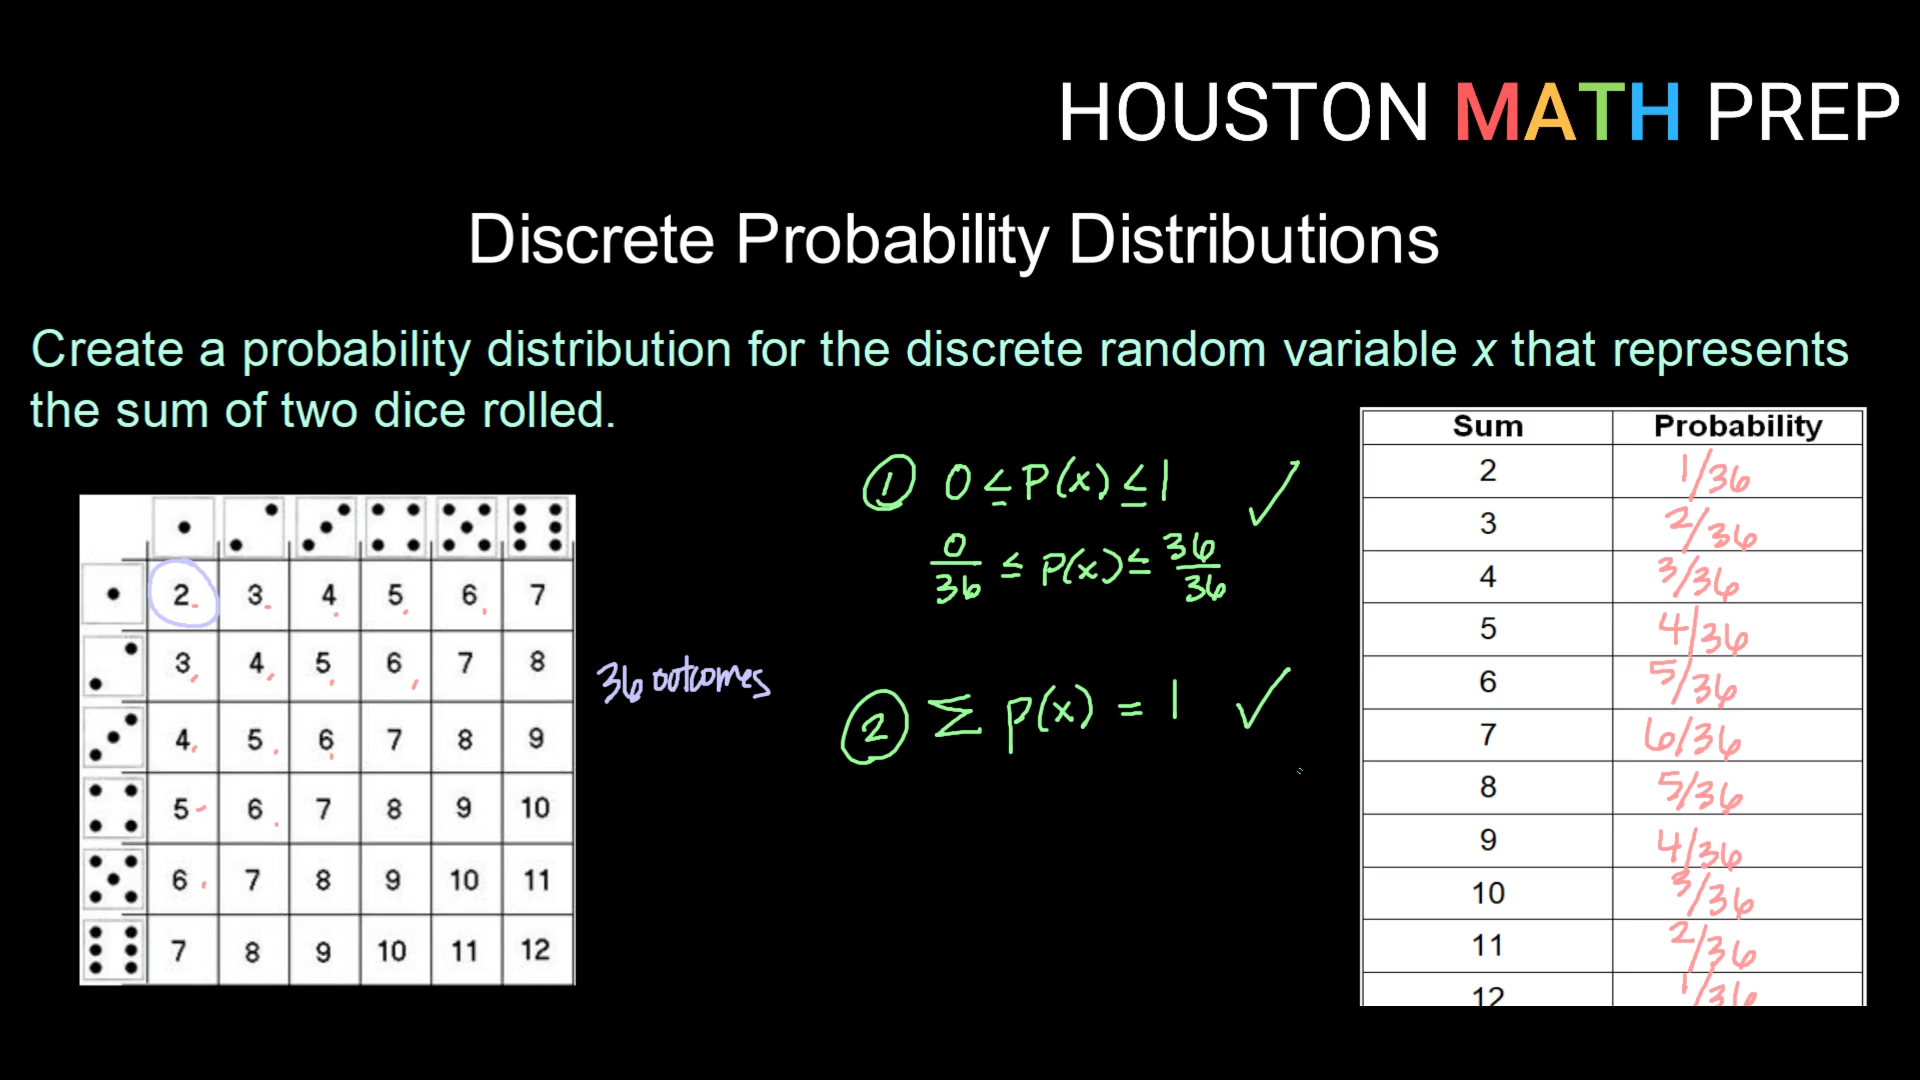 HOUSTON MATH PREP
Discrete Probability Distributions
Create a probability distribution for the discrete random variable x that represents
the sum of two dice rolled.
2 3 4 5 6 7
3 4 5 6 7 8
4 5 6 7 8 9
5 6 7 8 9 10
6 7 8 9 10 11
7 8 9 10 11 12
36 outcomes
① 0 ≤ P(x) ≤ 1 ✓
0/36 ≤ P(x) ≤ 36/36
② Σ p(x) = 1 ✓
Sum Probability
2 1/36
3 2/36
4 3/36
5 4/36
6 5/36
7 6/36
8 5/36
9 4/36
10 3/36
11 2/36
12 1/36